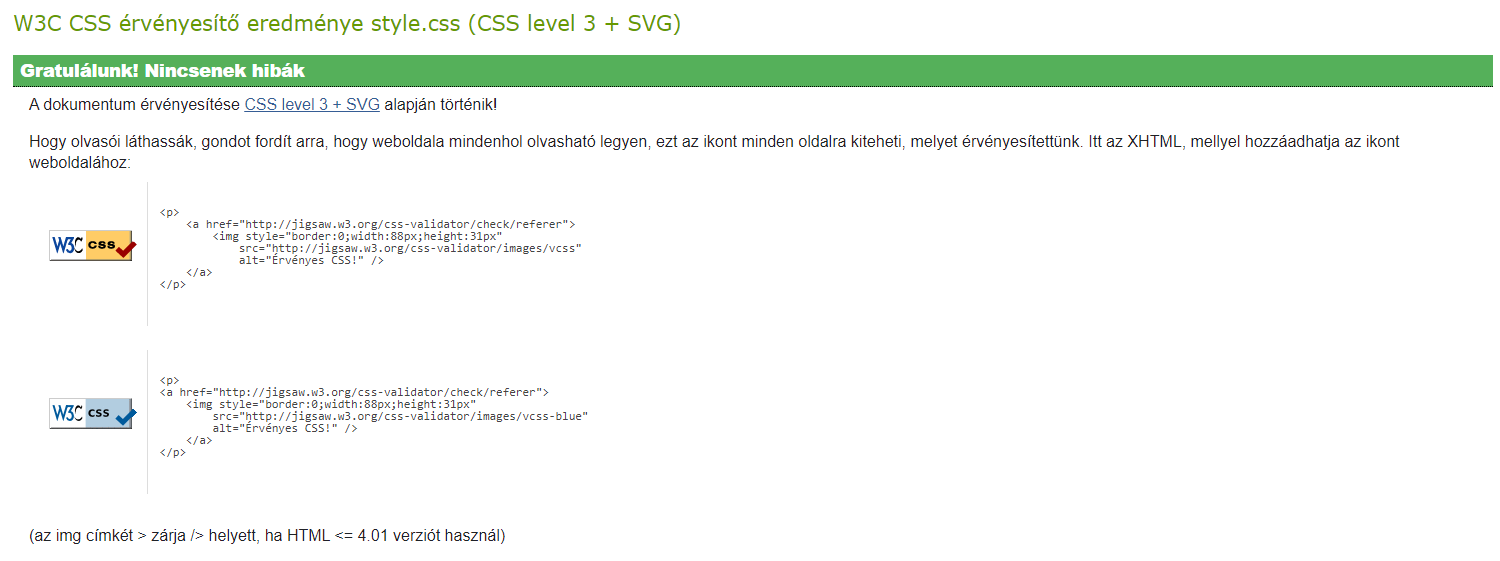 W3C CSS érvényesítő eredménye style.css (CSS level 3 + SVG)
Gratulálunk! Nincsenek hibák
A dokumentum érvényesítése CSS level 3 + SVG alapján történik!
Hogy olvasói láthassák, gondot fordít arra, hogy weboldala mindenhol olvasható legyen, ezt az ikont minden oldalra kiteheti, melyet érvényesítettünk. Itt az XHTML, mellyel hozzáadhatja az ikont
weboldalához:
W3C css
<p>
<a href="http://jigsaw.w3.org/css-validator/check/referer">
<img style="border:0;width:88px;height:31px"
src="http://jigsaw.w3.org/css-validator/images/vcss"
alt="Érvényes CSS!" />
</a>
</p>
W3C css
<p>
<a href="http://jigsaw.w3.org/css-validator/check/referer">
<img style="border:0;width:88px;height:31px"
src="http://jigsaw.w3.org/css-validator/images/vcss-blue"
alt="Érvényes CSS!" />
</a>
</p>
(az img címkét > zárja /> helyett, ha HTML <= 4.01 verziót használ)